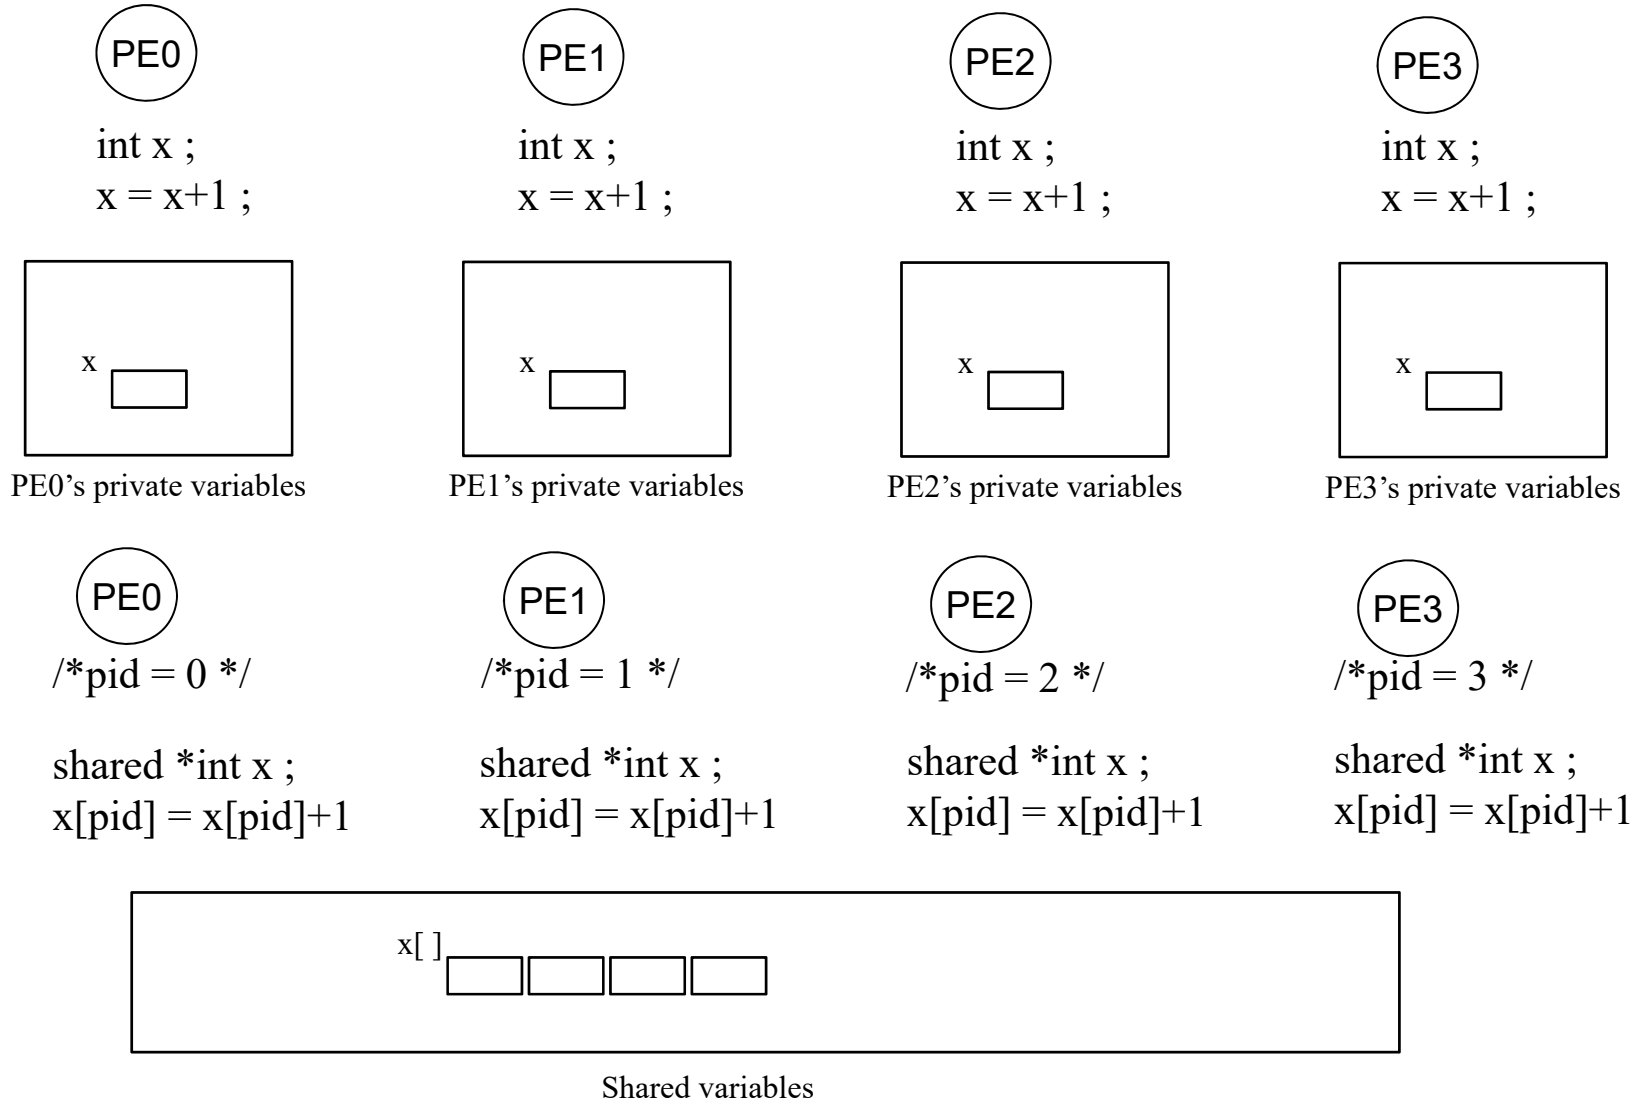 PE0
PE1
PE2
PE3
int x ;
int x ;
int x ;
int x ;
x = x+1 ;
x = x+1 ;
x = x+1 ;
x = x+1 ;
x
x
x
x
PE0’s private variables
PE1’s private variables
PE2’s private variables
PE3’s private variables
PE0
PE1
PE2
PE3
/*pid = 0 */
/*pid = 1 */
/*pid = 2 */
/*pid = 3 */
shared *int x ;
shared *int x ;
shared *int x ;
shared *int x ;
x[pid] = x[pid]+1
x[pid] = x[pid]+1
x[pid] = x[pid]+1
x[pid] = x[pid]+1
x[ ]
Shared variables